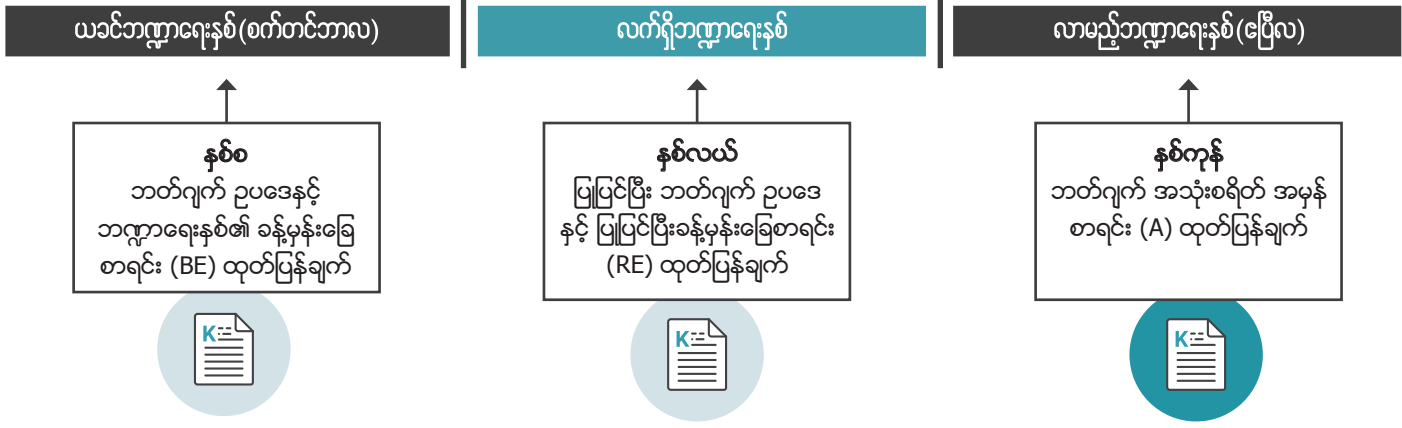 ယခင်ဘဏ္ဍာရေးနှစ်(စက်တင်ဘာလ)
လက်ရှိဘဏ္ဍာရေးနှစ်
လာမည့်ဘဏ္ဍာရေးနှစ်(ဧပြီလ)
နှစ်စ
ဘတ်ဂျက် ဥပဒေနှင့်
ဘဏ္ဍာရေးနှစ်၏ ခန့်မှန်းခြေ
စာရင်း (BE) ထုတ်ပြန်ချက်
နှစ်လယ်
ပြုပြင်ပြီး ဘတ်ဂျက် ဥပဒေ
နှင့် ပြုပြင်ပြီးခန့်မှန်းခြေစာရင်း
(RE) ထုတ်ပြန်ချက်
နှစ်ကုန်
ဘတ်ဂျက် အသုံးစရိတ် အမှန်
စာရင်း (A) ထုတ်ပြန်ချက်
K
K
K